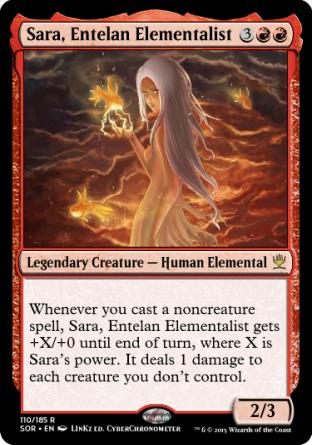 Sara, Entelan Elementalist 3
Legendary Creature — Human Elemental
Whenever you cast a noncreature
spell, Sara, Entelan Elementalist gets
+X/+0 until end of turn, where X is
Sara's power. It deals 1 damage to
each creature you don't control.
2/3
110/185 R
SOR • EN LinKz ed. CyberChronometer
™ & © 2015 Wizards of the Coast